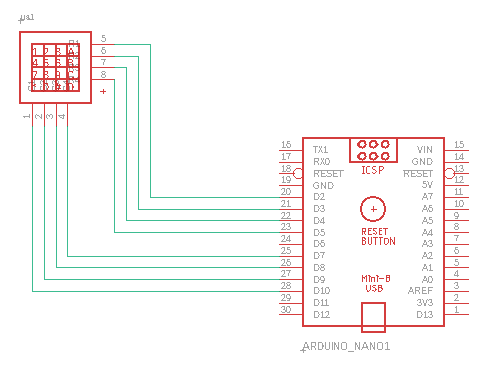 us1
5
6
7
8
1 2 3 A
4 5 6 B
7 8 9
1
2
3
4
16 TX1 VIN 15
17 RX0 ICSP GND 14
18 RESET RESET 13
19 GND 5V 12
20 D2 A7 11
21 D3 A6 10
22 D4 A5 9
23 D5 RESET A4 8
24 D6 BUTTON A3 7
25 D7 A2 6
26 D8 A1 5
27 D9 Mini-B A0 4
28 D10 USB AREF 3
29 D11 3V3 2
30 D12 D13 1
ARDUINO_NANO1